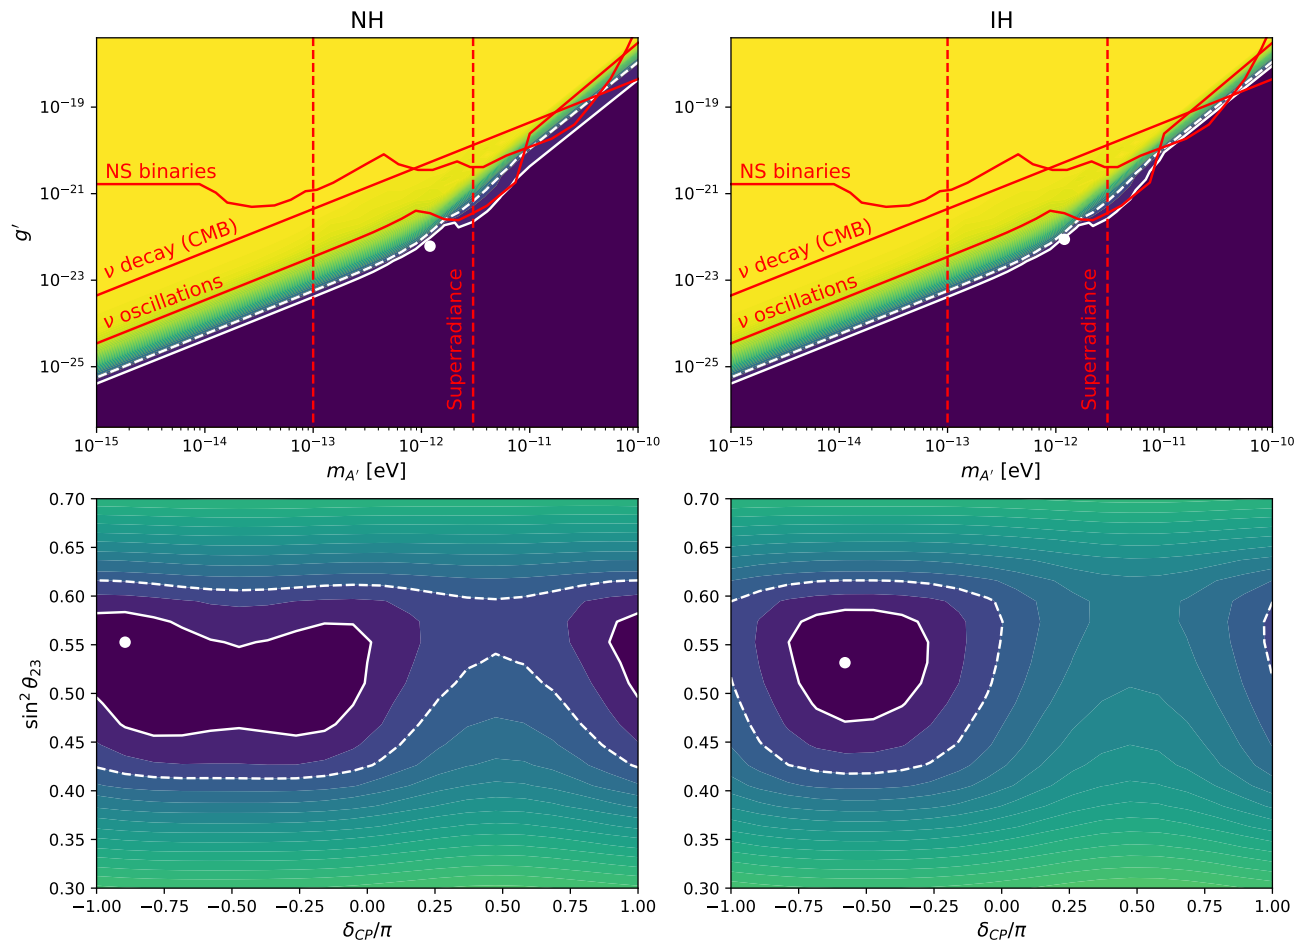 NH
IH
g′
10⁻¹⁹
10⁻²¹
10⁻²³
10⁻²⁵
NS binaries
ν decay (CMB)
ν oscillations
Superradiance
10⁻¹⁵ 10⁻¹⁴ 10⁻¹³ 10⁻¹² 10⁻¹¹ 10⁻¹⁰
m_A′ [eV]
10⁻¹⁹
10⁻²¹
10⁻²³
10⁻²⁵
NS binaries
ν decay (CMB)
ν oscillations
Superradiance
10⁻¹⁵ 10⁻¹⁴ 10⁻¹³ 10⁻¹² 10⁻¹¹ 10⁻¹⁰
m_A′ [eV]
sin² θ₂₃
0.70
0.65
0.60
0.55
0.50
0.45
0.40
0.35
0.30
−1.00 −0.75 −0.50 −0.25 0.00 0.25 0.50 0.75 1.00
δ_CP/π
0.70
0.65
0.60
0.55
0.50
0.45
0.40
0.35
0.30
−1.00 −0.75 −0.50 −0.25 0.00 0.25 0.50 0.75 1.00
δ_CP/π